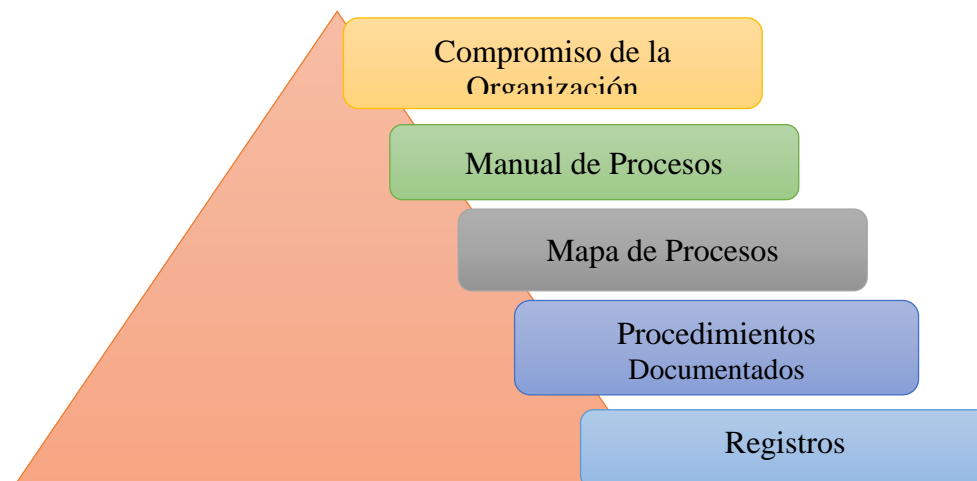 Compromiso de la
Organización
Manual de Procesos
Mapa de Procesos
Procedimientos
Documentados
Registros